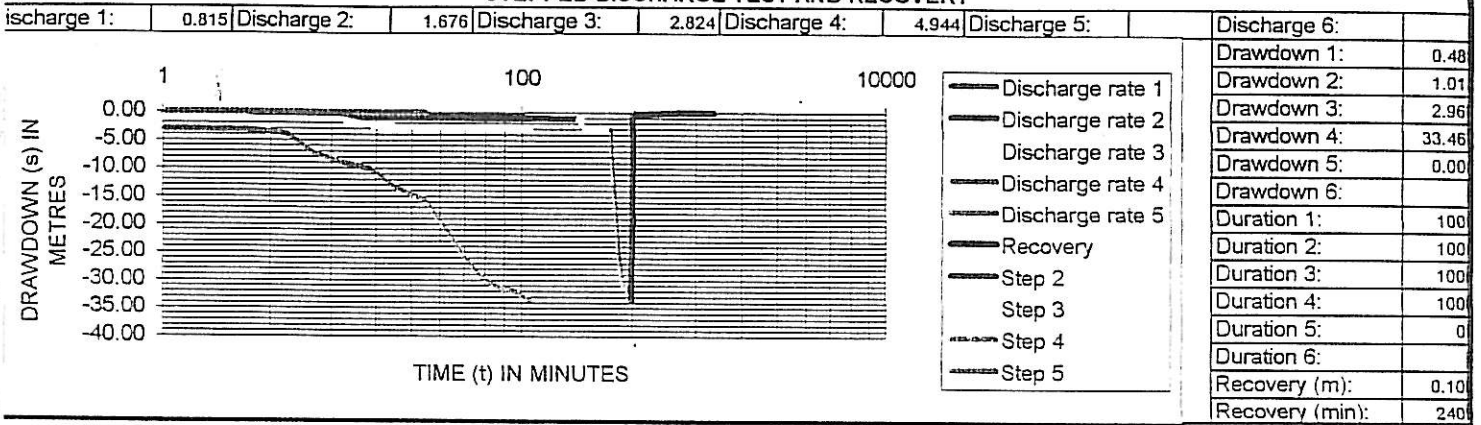 STEPPED DISCHARGE TEST AND RECOVERY
ischarge 1: 0.815 Discharge 2: 1.676 Discharge 3: 2.824 Discharge 4: 4.944 Discharge 5: Discharge 6:
Drawdown 1: 0.48
Drawdown 2: 1.01
Drawdown 3: 2.96
Drawdown 4: 33.46
Drawdown 5: 0.00
Drawdown 6:
Duration 1: 100
Duration 2: 100
Duration 3: 100
Duration 4: 100
Duration 5: 0
Duration 6:
Recovery (m): 0.10
Recovery (min): 240
1 100 10000
0.00
-5.00
-10.00
-15.00
-20.00
-25.00
-30.00
-35.00
-40.00
DRAWDOWN (s) IN
METRES
TIME (t) IN MINUTES
Discharge rate 1
Discharge rate 2
Discharge rate 3
Discharge rate 4
Discharge rate 5
Recovery
Step 2
Step 3
Step 4
Step 5